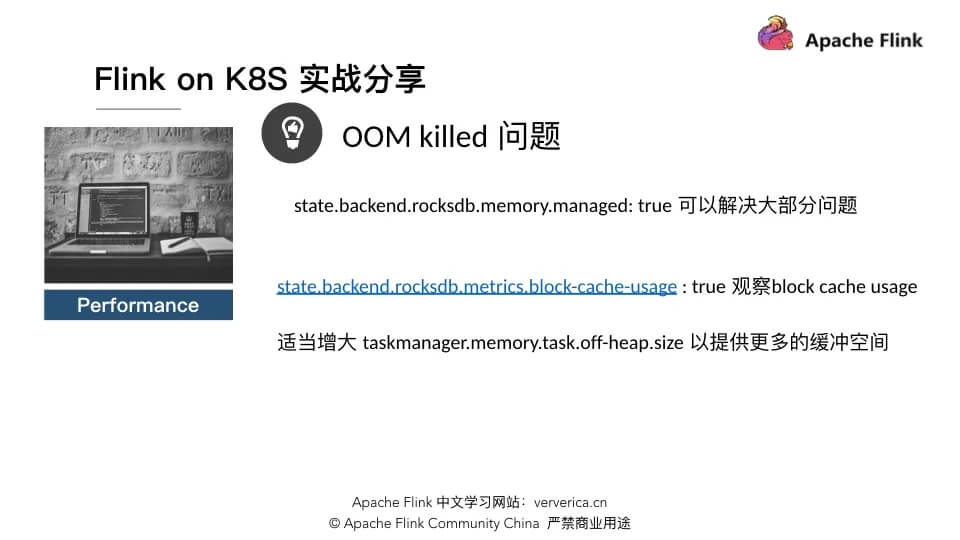 Apache Flink
Flink on K8S 实战分享
OOM killed 问题
state.backend.rocksdb.memory.managed: true 可以解决大部分问题
state.backend.rocksdb.metrics.block-cache-usage : true 观察block cache usage
Performance
适当增大 taskmanager.memory.task.off-heap.size 以提供更多的缓冲空间
Apache Flink 中文学习网站：ververica.cn
© Apache Flink Community China 严禁商业用途